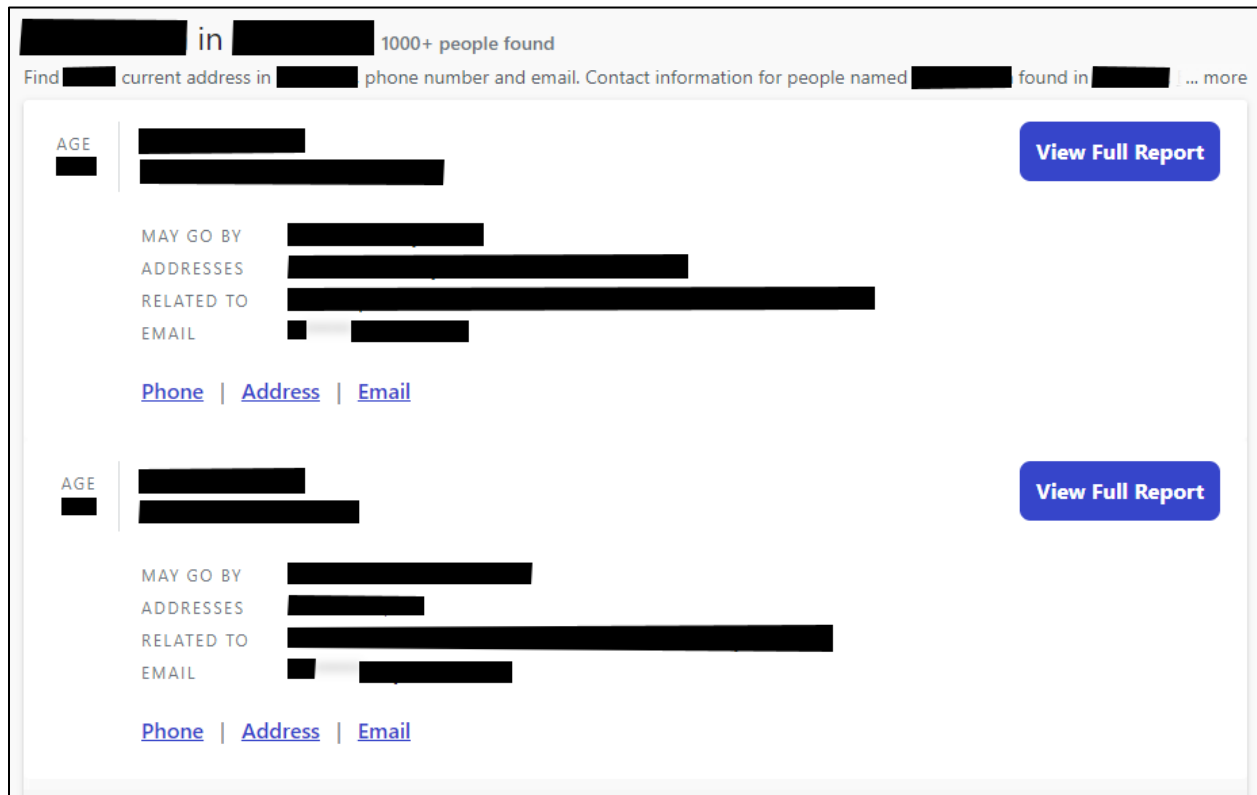 in 1000+ people found
Find current address in phone number and email. Contact information for people named found in ... more
AGE
View Full Report
MAY GO BY
ADDRESSES
RELATED TO
EMAIL
Phone | Address | Email
AGE
View Full Report
MAY GO BY
ADDRESSES
RELATED TO
EMAIL
Phone | Address | Email